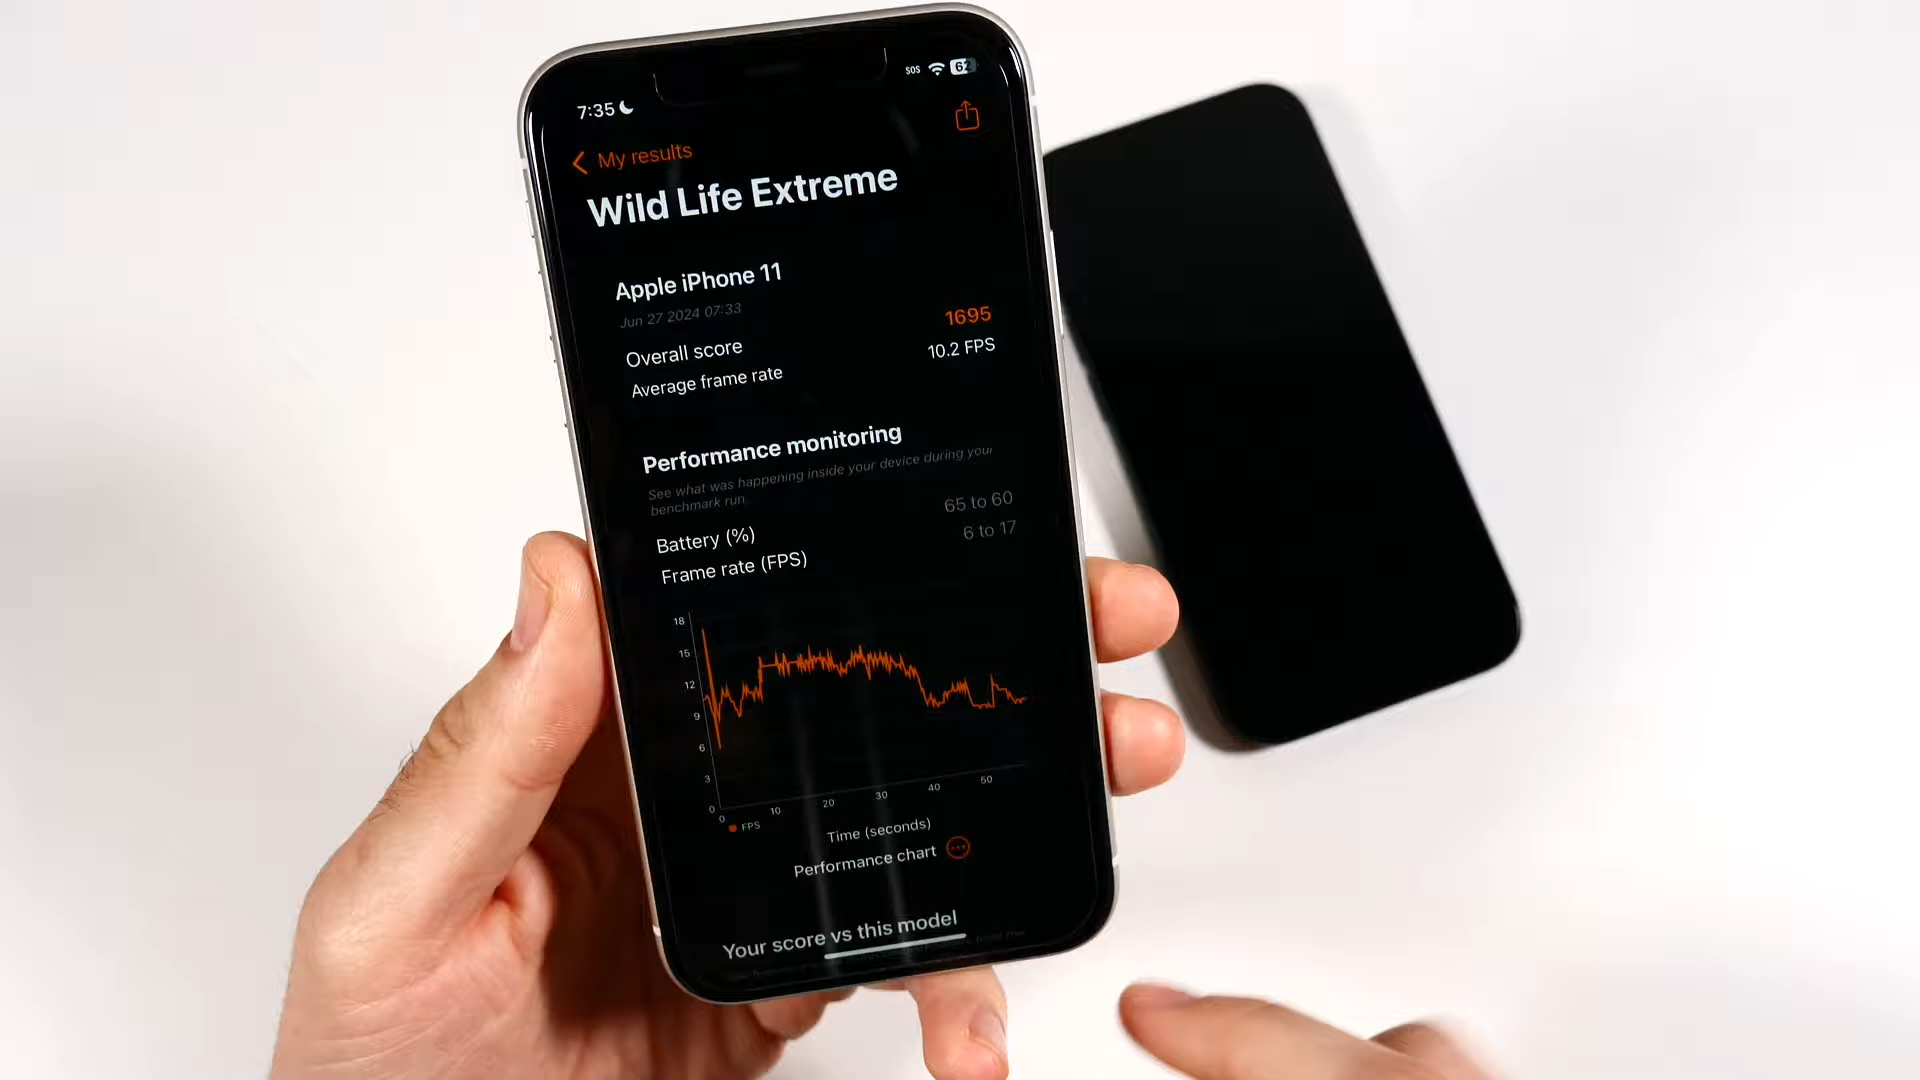 7:35
SOS
62
My results
Wild Life Extreme
Apple iPhone 11
Jun 27 2024 07:33
Overall score 1695
Average frame rate 10.2 FPS
Performance monitoring
See what was happening inside your device during your
benchmark run.
Battery (%) 65 to 60
Frame rate (FPS) 6 to 17
18
15
12
9
6
3
0
0 10 20 30 40 50
FPS
Time (seconds)
Performance chart
Your score vs this model